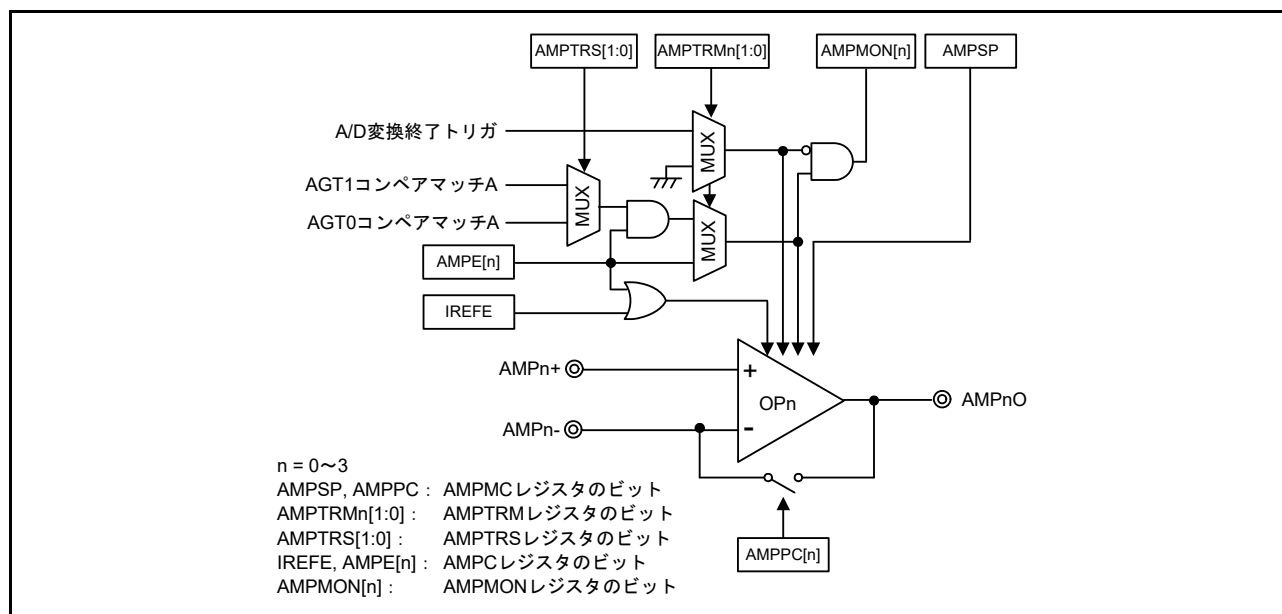 AMPTRS[1:0]
AMPTRMn[1:0]
AMPMON[n]
AMPSP
A/D変換終了トリガ
MUX
AGT1コンペアマッチA
MUX
AGT0コンペアマッチA
MUX
AMPE[n]
IREFE
AMPn+
+
OPn
AMPnO
AMPn-
-
n = 0～3
AMPSP, AMPPC : AMPMCレジスタのビット
AMPTRMn[1:0] : AMPTRMレジスタのビット
AMPTRS[1:0] : AMPTRSレジスタのビット
IREFE, AMPE[n] : AMPCレジスタのビット
AMPMON[n] : AMPMONレジスタのビット
AMPPC[n]